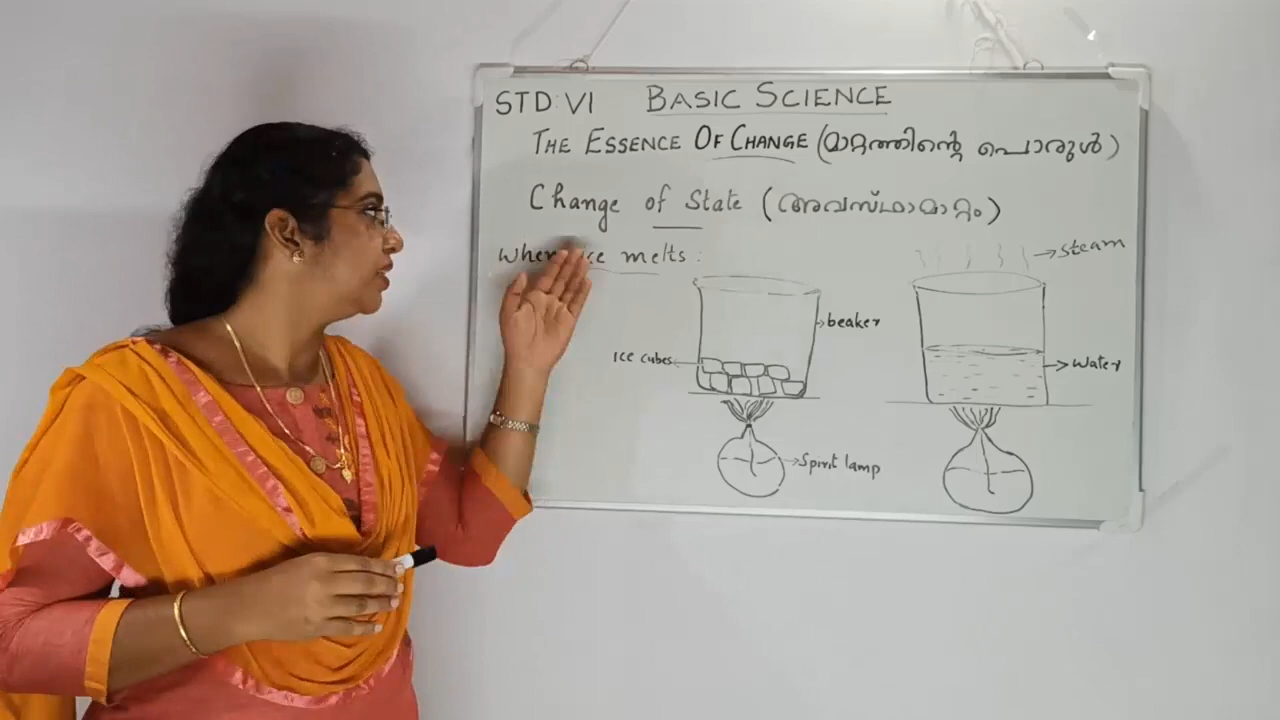 STD:VI BASIC SCIENCE
THE ESSENCE OF CHANGE (മാറ്റത്തിന്റെ പൊരുൾ)
Change of State (അവസ്ഥാമാറ്റം)
When ice melts :
steam
beaker
Ice cubes
Water
Spirit lamp